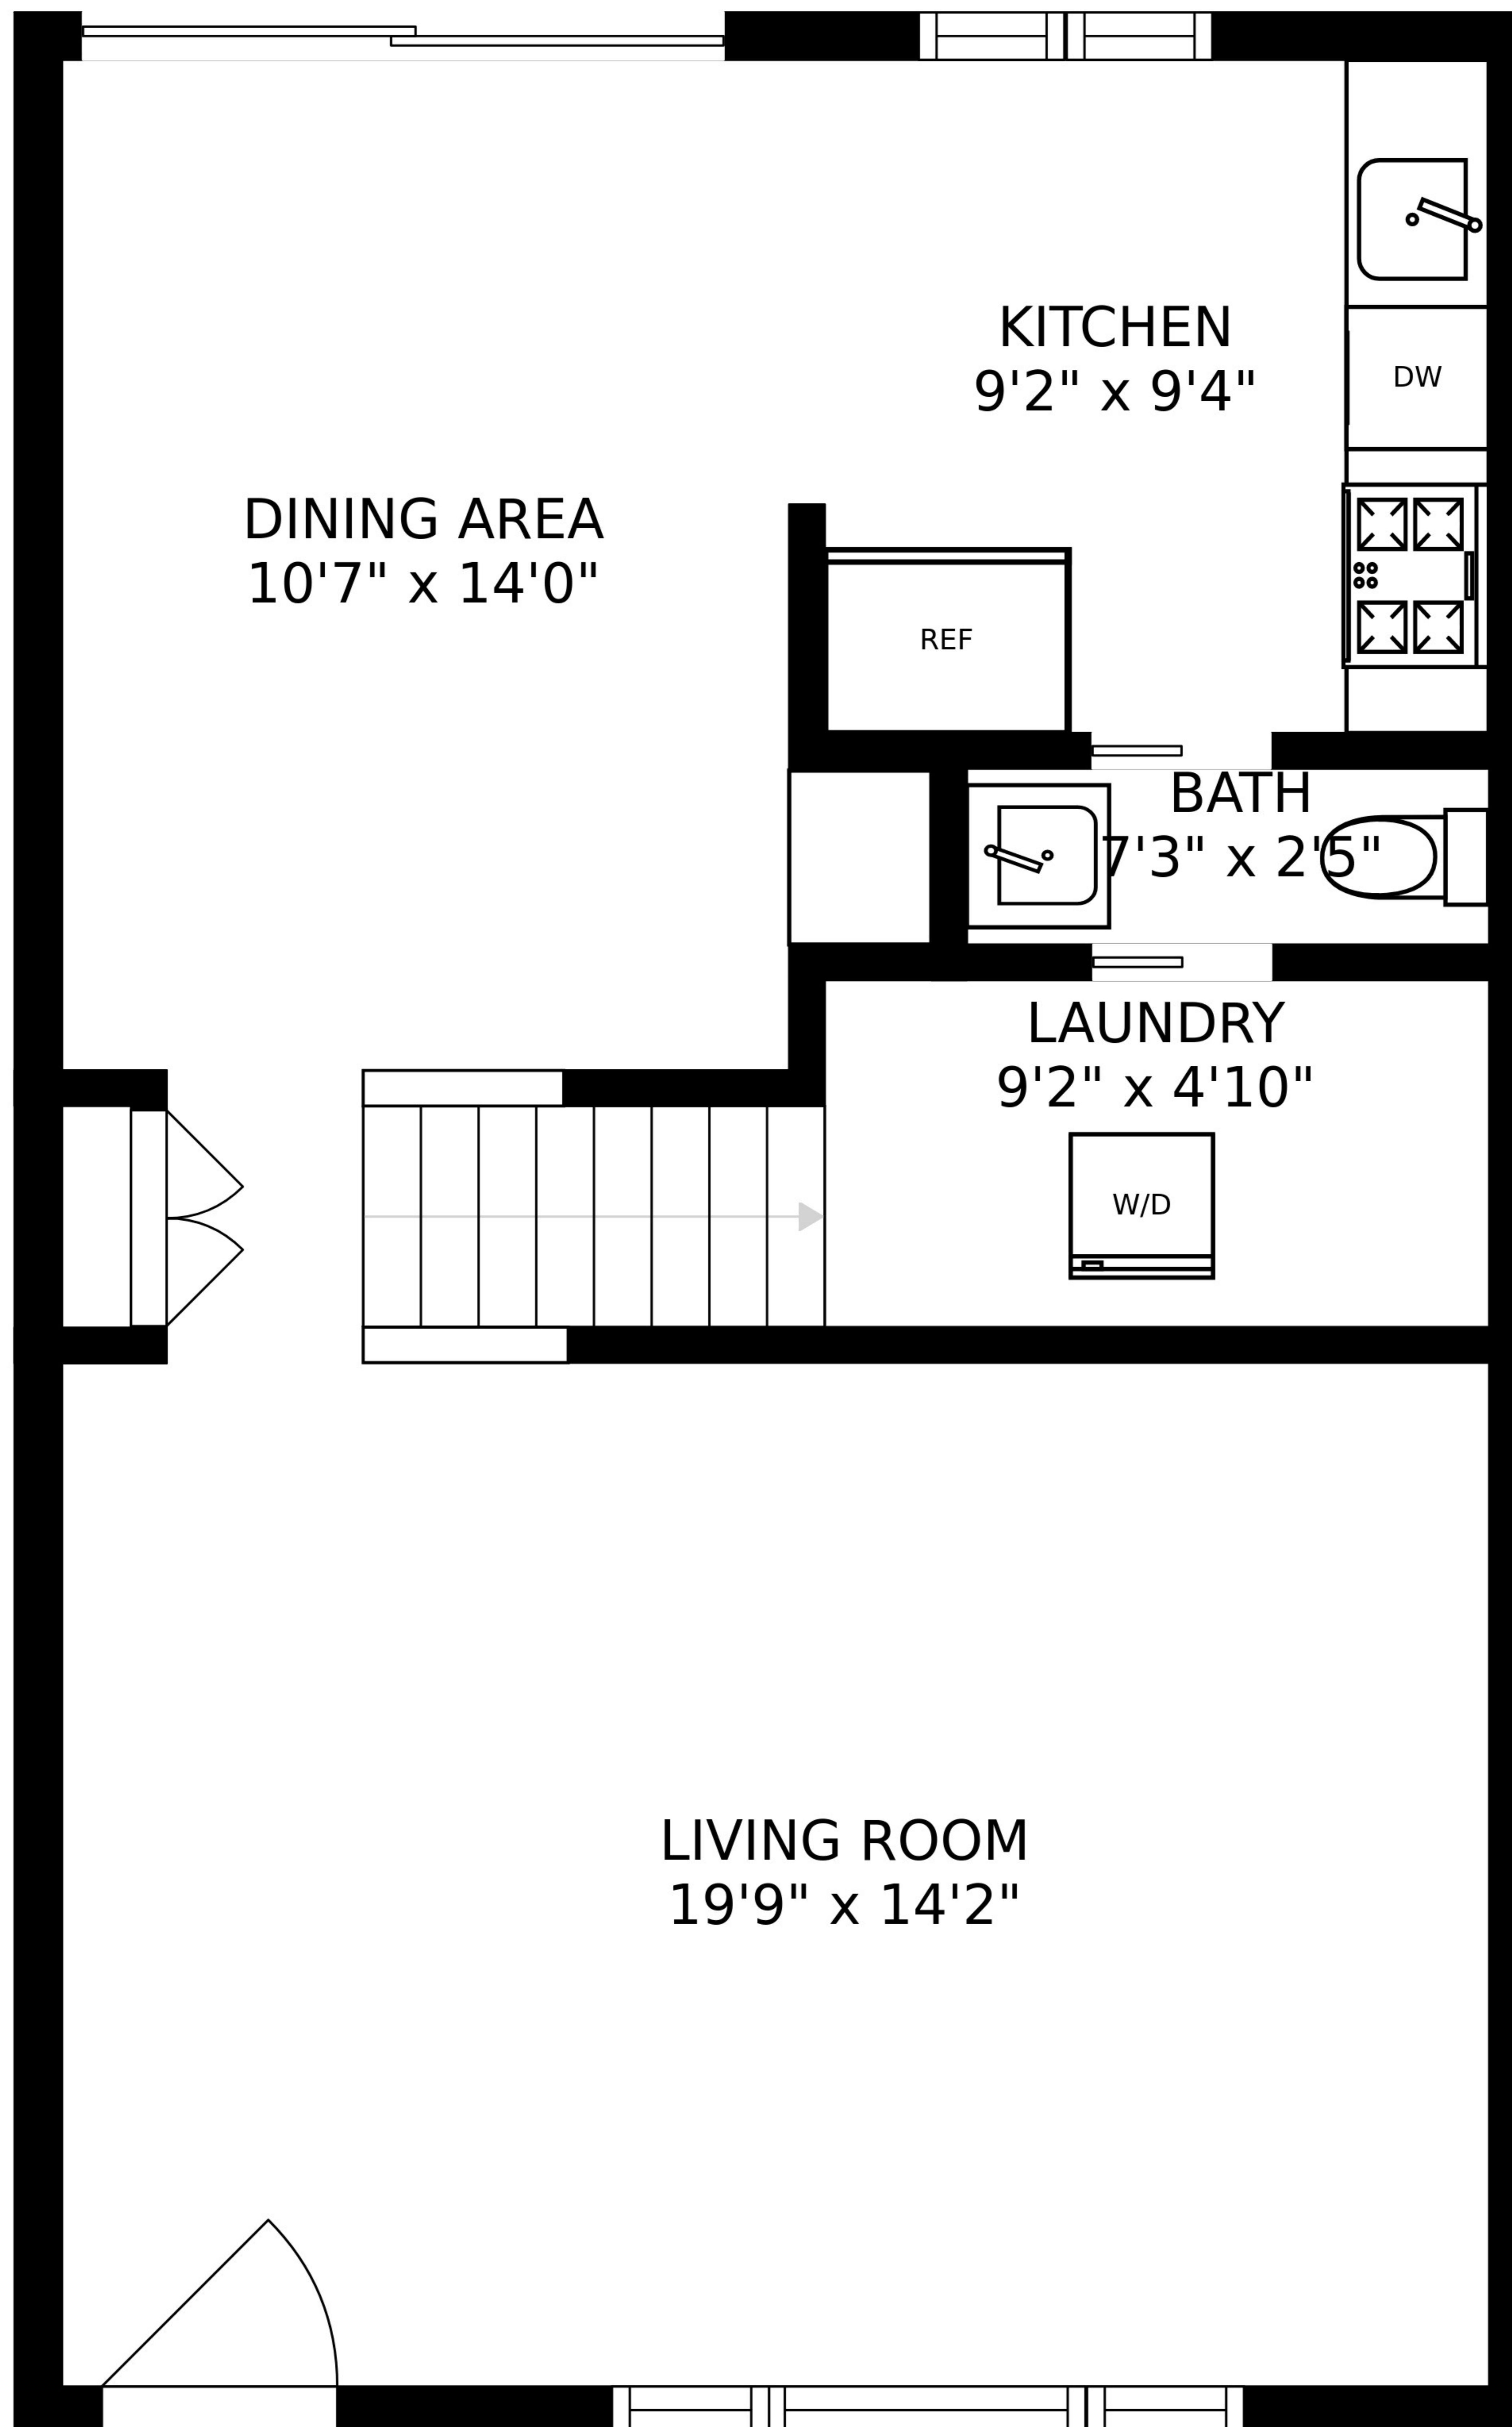 KITCHEN
9'2" x 9'4"
DW
DINING AREA
10'7" x 14'0"
REF
BATH
7'3" x 2'5"
LAUNDRY
9'2" x 4'10"
W/D
LIVING ROOM
19'9" x 14'2"